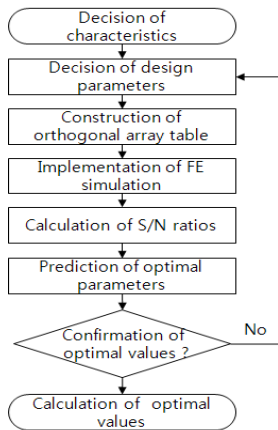 Decision of
characteristics
Decision of design
parameters
Construction of
orthogonal array table
Implementation of FE
simulation
Calculation of S/N ratios
Prediction of optimal
parameters
Confirmation of
optimal values ?
No
Calculation of optimal
values